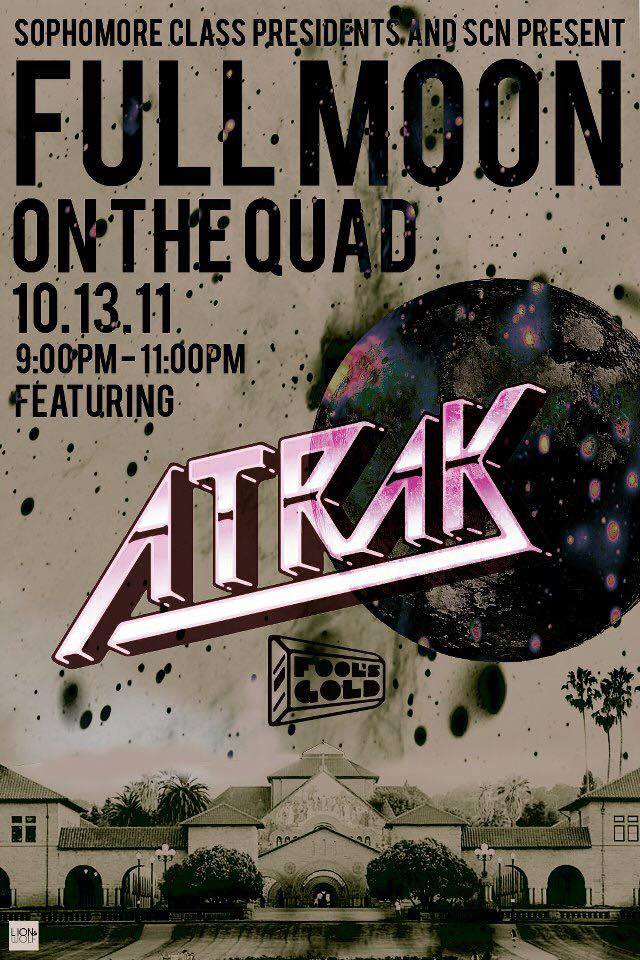 SOPHOMORE CLASS PRESIDENTS AND SCN PRESENT
FULL MOON
ON THE QUAD
10.13.11
9:00PM - 11:00PM
FEATURING
ATRAK
FOOL'S
GOLD
LION&
WOLF